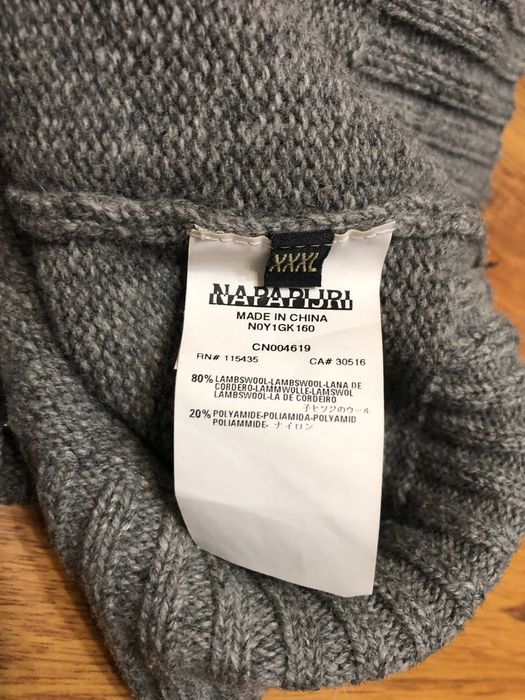 XXXL
NAPAPIJRI
MADE IN CHINA
N0Y1GK160
CN004619
RN# 115435 CA# 30516
80% LAMBSWOOL-LAMBSWOOL-LANA DE
CORDERO-LAMMWOLLE-LAMSWOL
LAMBSWOOL-LA DE CORDEIRO
子ヒツジのウール
20% POLYAMIDE-POLIAMIDA-POLYAMID
POLIAMMIDE- ナイロン